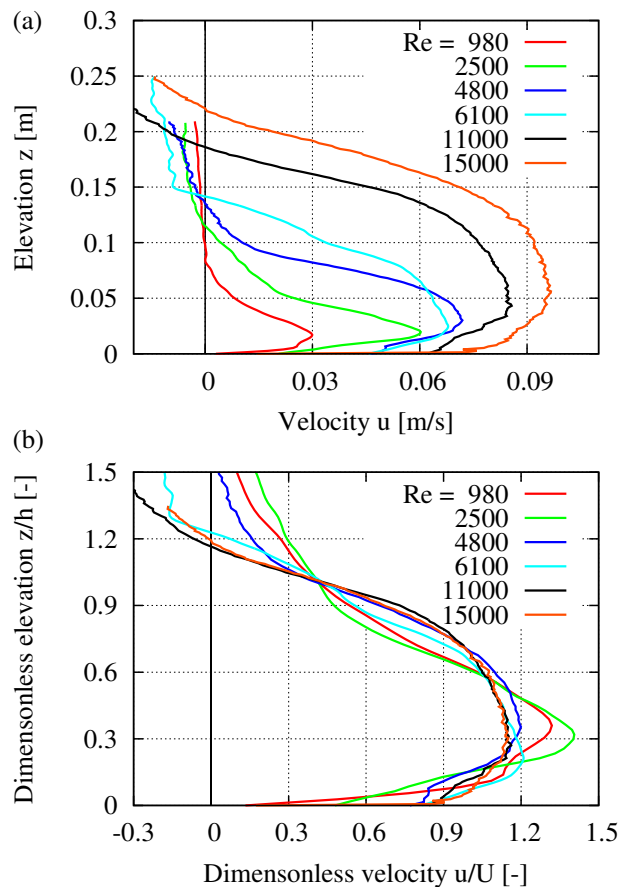 (a)
Elevation z [m]
0.3
0.25
0.2
0.15
0.1
0.05
0
Re = 980
2500
4800
6100
11000
15000
0 0.03 0.06 0.09
Velocity u [m/s]
(b)
Dimensonless elevation z/h [-]
1.5
1.2
0.9
0.6
0.3
0
Re = 980
2500
4800
6100
11000
15000
-0.3 0 0.3 0.6 0.9 1.2 1.5
Dimensonless velocity u/U [-]